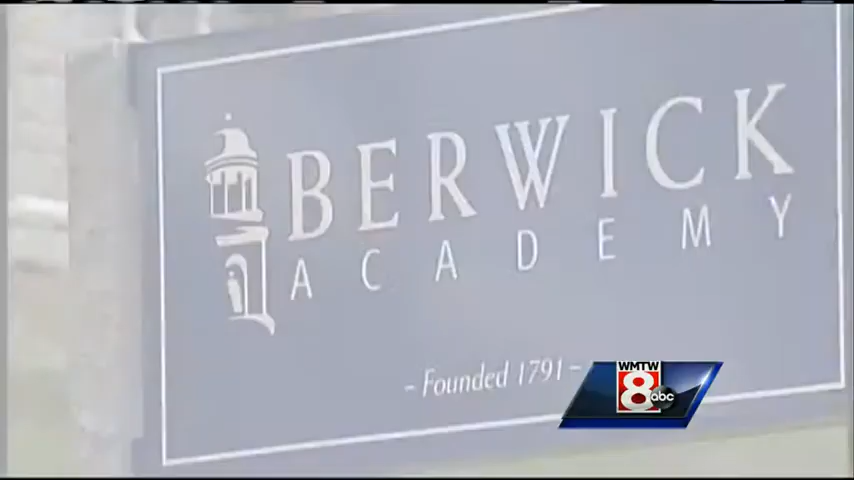 BERWICK
ACADEMY
– Founded 1791 –
WMTW
8
abc